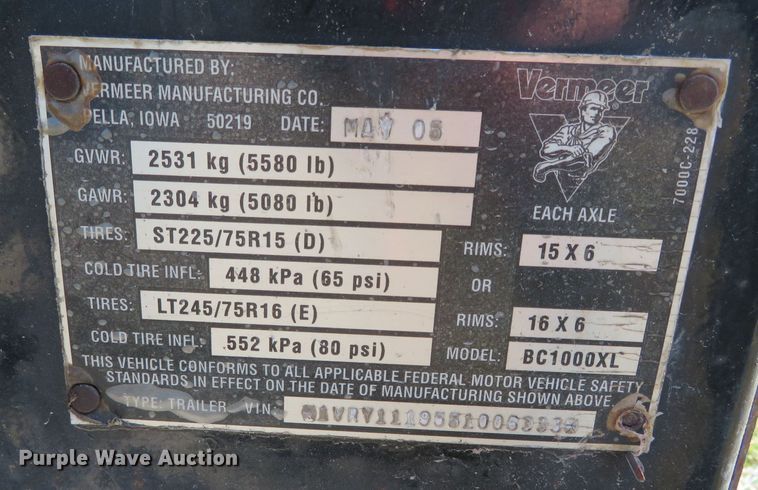 MANUFACTURED BY:
VERMEER MANUFACTURING CO.
PELLA, IOWA 50219 DATE: MAY 05
Vermeer
GVWR: 2531 kg (5580 lb)
GAWR: 2304 kg (5080 lb)
EACH AXLE
7000C-228
TIRES: ST225/75R15 (D) RIMS: 15 X 6
COLD TIRE INFL: 448 kPa (65 psi) OR
TIRES: LT245/75R16 (E) RIMS: 16 X 6
COLD TIRE INFL: 552 kPa (80 psi) MODEL: BC1000XL
THIS VEHICLE CONFORMS TO ALL APPLICABLE FEDERAL MOTOR VEHICLE SAFETY
STANDARDS IN EFFECT ON THE DATE OF MANUFACTURING SHOWN ABOVE
TYPE: TRAILER VIN:
Purple Wave Auction